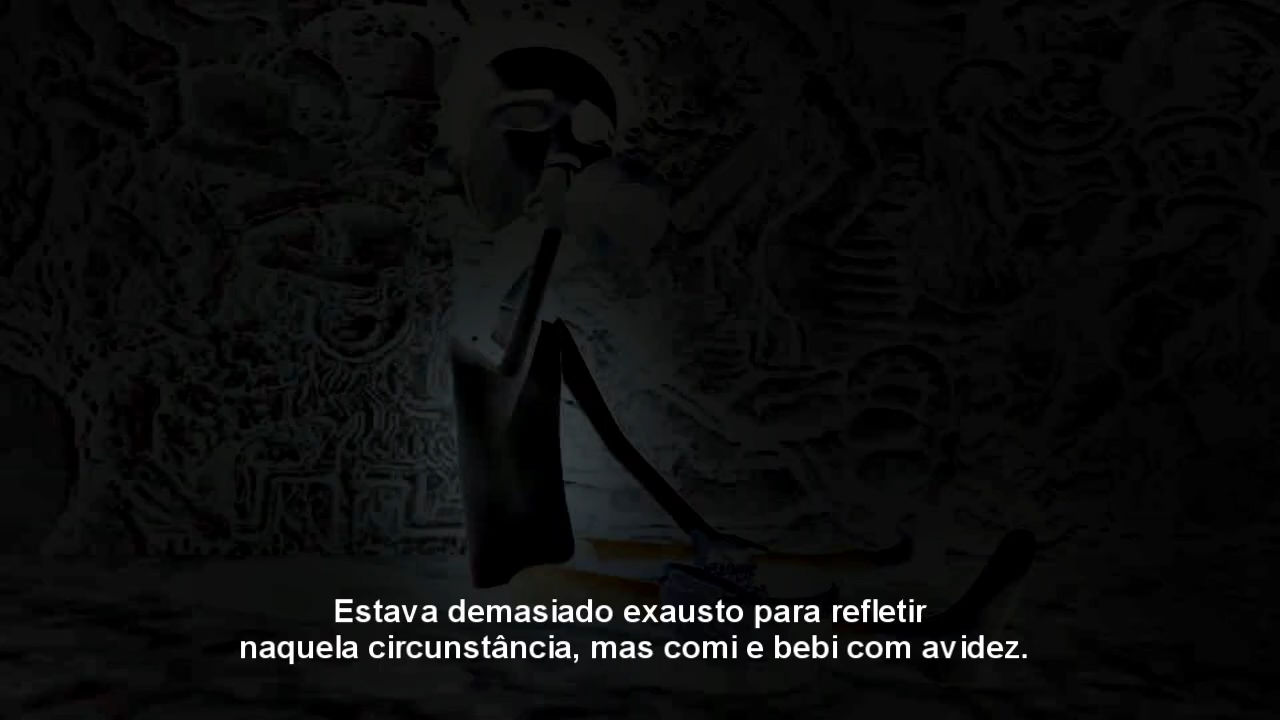 Estava demasiado exausto para refletir
naquela circunstância, mas comi e bebi com avidez.